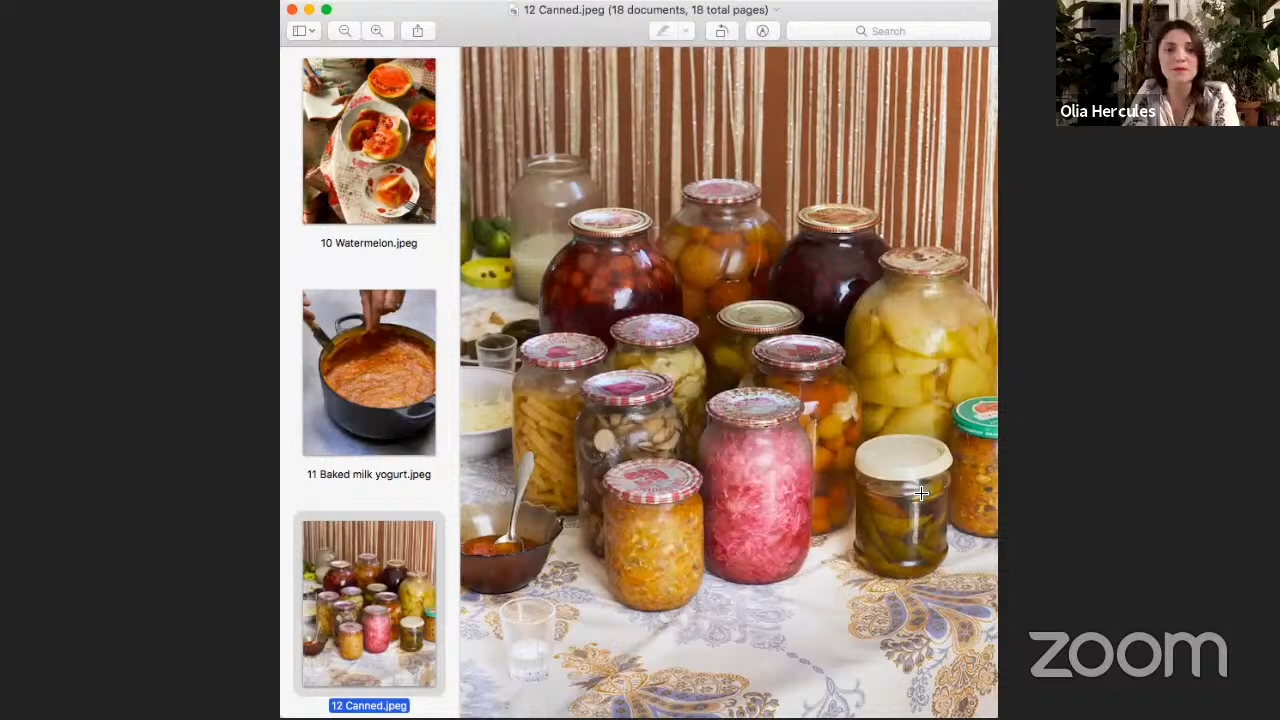 12 Canned.jpeg (18 documents, 18 total pages)
Search
Olia Hercules
10 Watermelon.jpeg
11 Baked milk yogurt.jpeg
12 Canned.jpeg
zoom